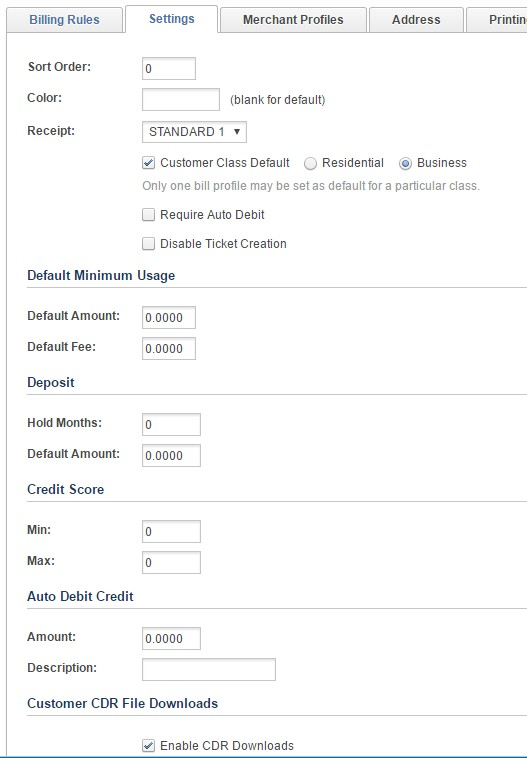 Billing Rules Settings Merchant Profiles Address
Sort Order: 0
Color: (blank for default)
Receipt: STANDARD 1
Customer Class Default Residential Business
Only one bill profile may be set as default for a particular class.
Require Auto Debit
Disable Ticket Creation
Default Minimum Usage
Default Amount: 0.0000
Default Fee: 0.0000
Deposit
Hold Months: 0
Default Amount: 0.0000
Credit Score
Min: 0
Max: 0
Auto Debit Credit
Amount: 0.0000
Description:
Customer CDR File Downloads
Enable CDR Downloads